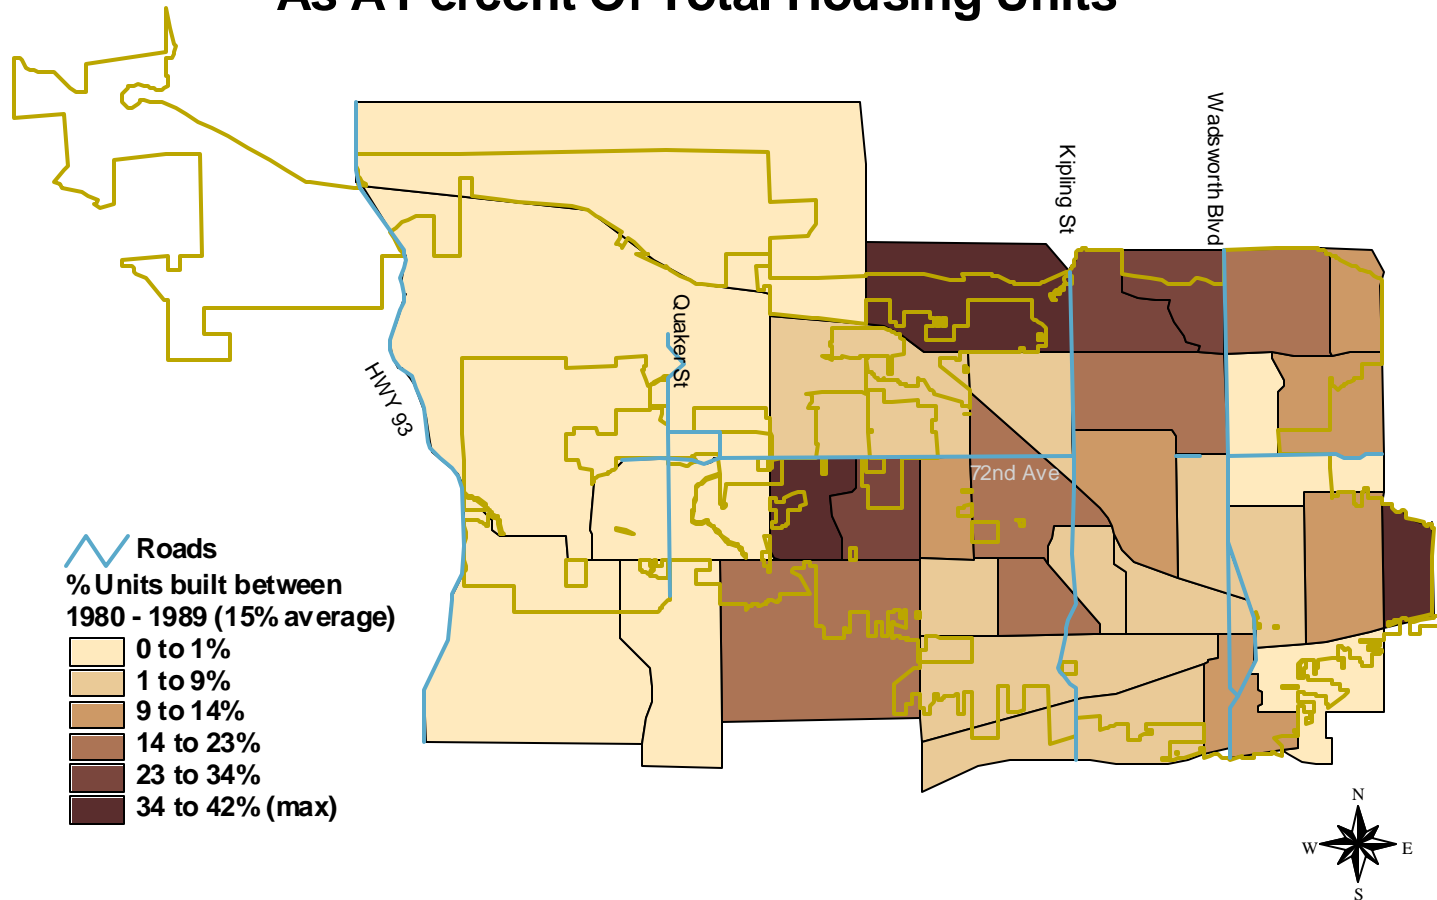 As A Percent Of Total Housing Units
Wadsworth Blvd
Kipling St
Quaker St
HWY 93
72nd Ave
Roads
% Units built between
1980 - 1989 (15% average)
0 to 1%
1 to 9%
9 to 14%
14 to 23%
23 to 34%
34 to 42% (max)
N
W
E
S